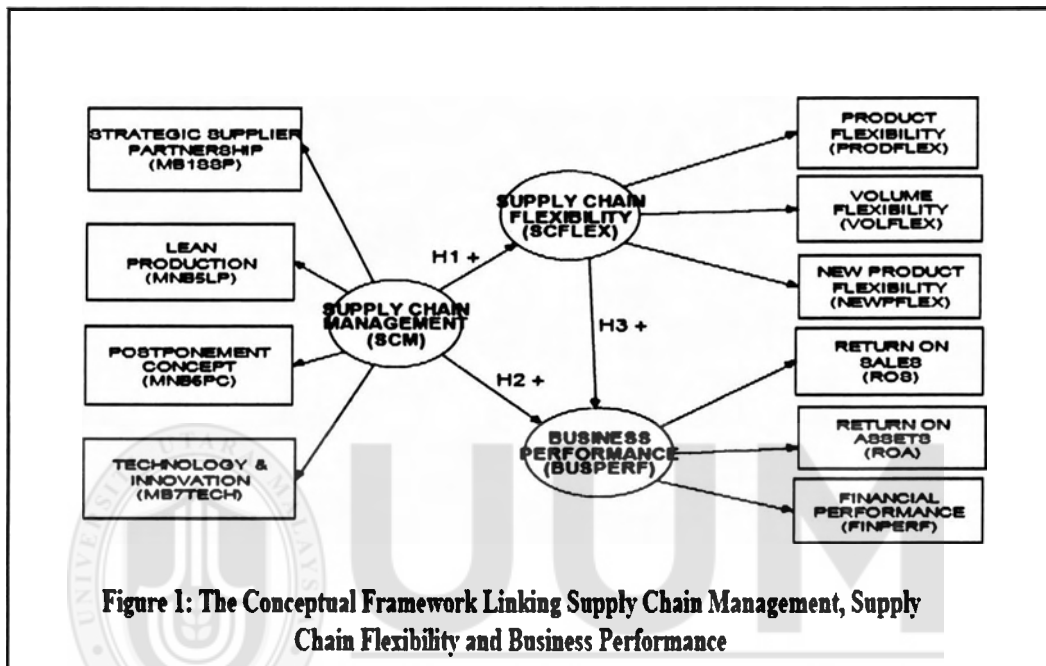 STRATEGIC SUPPLIER
PARTNERSHIP
(MB1SSP)
LEAN
PRODUCTION
(MNB5LP)
POSTPONEMENT
CONCEPT
(MNB6PC)
TECHNOLOGY &
INNOVATION
(MB7TECH)
SUPPLY CHAIN
MANAGEMENT
(SCM)
H1 +
H2 +
SUPPLY CHAIN
FLEXIBILITY
(SCFLEX)
H3 +
BUSINESS
PERFORMANCE
(BUSPERF)
PRODUCT
FLEXIBILITY
(PRODFLEX)
VOLUME
FLEXIBILITY
(VOLFLEX)
NEW PRODUCT
FLEXIBILITY
(NEWPFLEX)
RETURN ON
SALES
(ROS)
RETURN ON
ASSETS
(ROA)
FINANCIAL
PERFORMANCE
(FINPERF)
UNIVERSITI UTARA MALAYSIA
UUM
Figure 1: The Conceptual Framework Linking Supply Chain Management, Supply
Chain Flexibility and Business Performance